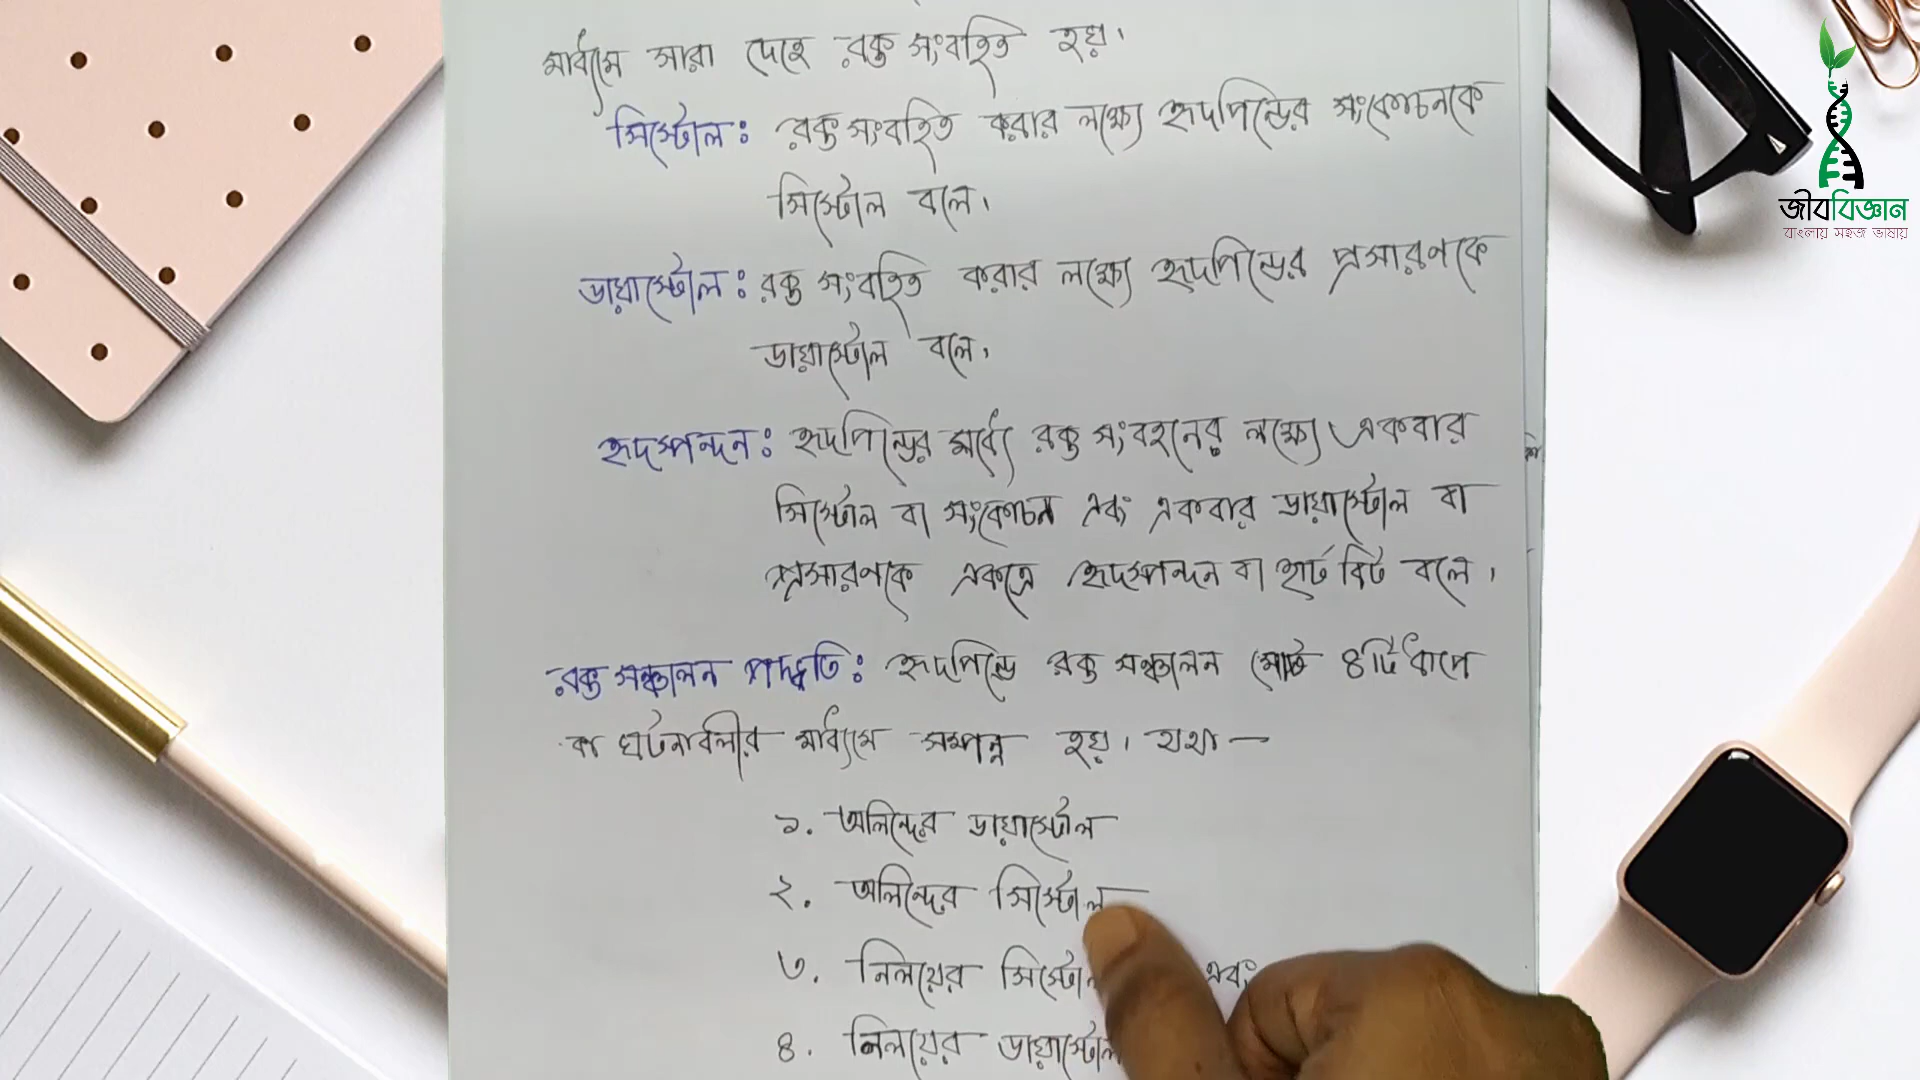 মাধ্যমে সারা দেহে রক্ত সংবহিত হয়।
সিস্টোল: রক্ত সংবহিত করার লক্ষ্যে হৃদপিন্ডের সংকোচনকে
সিস্টোল বলে।
ডায়াস্টোল: রক্ত সংবহিত করার লক্ষ্যে হৃদপিন্ডের প্রসারণকে
ডায়াস্টোল বলে।
হৃদস্পন্দন: হৃদপিন্ডের মধ্যে রক্ত সংবহনের লক্ষ্যে একবার
সিস্টোল বা সংকোচন এবং একবার ডায়াস্টোল বা
প্রসারণকে একত্রে হৃদস্পন্দন বা হার্ট বিট বলে।
রক্ত সঞ্চালন পদ্ধতি: হৃদপিন্ডে রক্ত সঞ্চালন মোট ৪টি ধাপে
বা ঘটনাবলীর মাধ্যমে সম্পন্ন হয়। যথা—
১. অলিন্দের ডায়াস্টোল
২. অলিন্দের সিস্টোল
৩. নিলয়ের সিস্টোল এবং
৪. নিলয়ের ডায়াস্টোল
জীববিজ্ঞান
বাংলায় সহজ ভাষায়